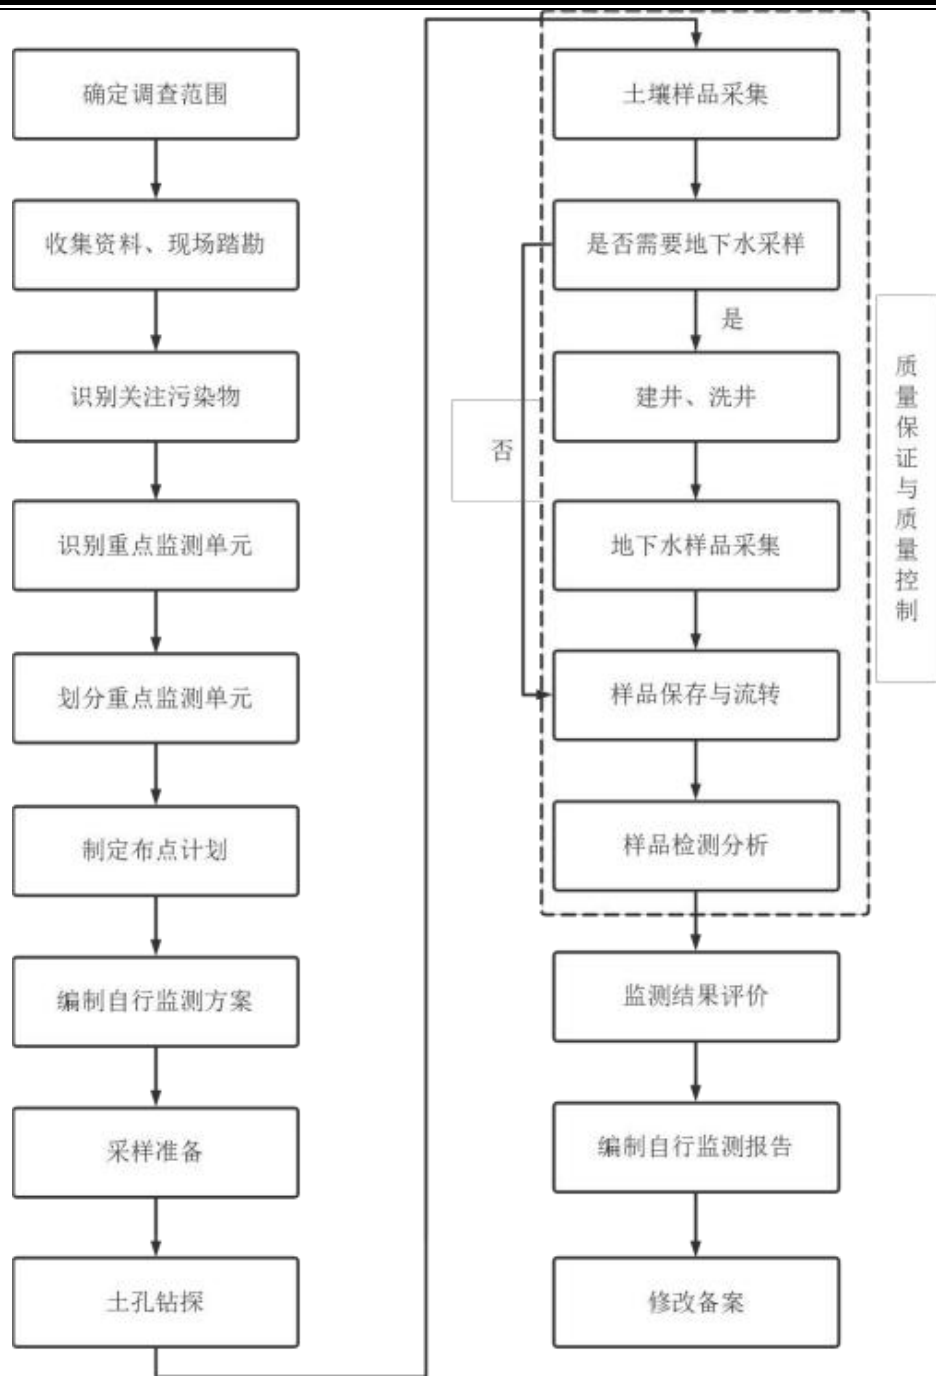 确定调查范围
收集资料、现场踏勘
识别关注污染物
识别重点监测单元
划分重点监测单元
制定布点计划
编制自行监测方案
采样准备
土孔钻探
土壤样品采集
是否需要地下水采样
是
否
建井、洗井
地下水样品采集
样品保存与流转
样品检测分析
监测结果评价
编制自行监测报告
修改备案
质量保证与质量控制